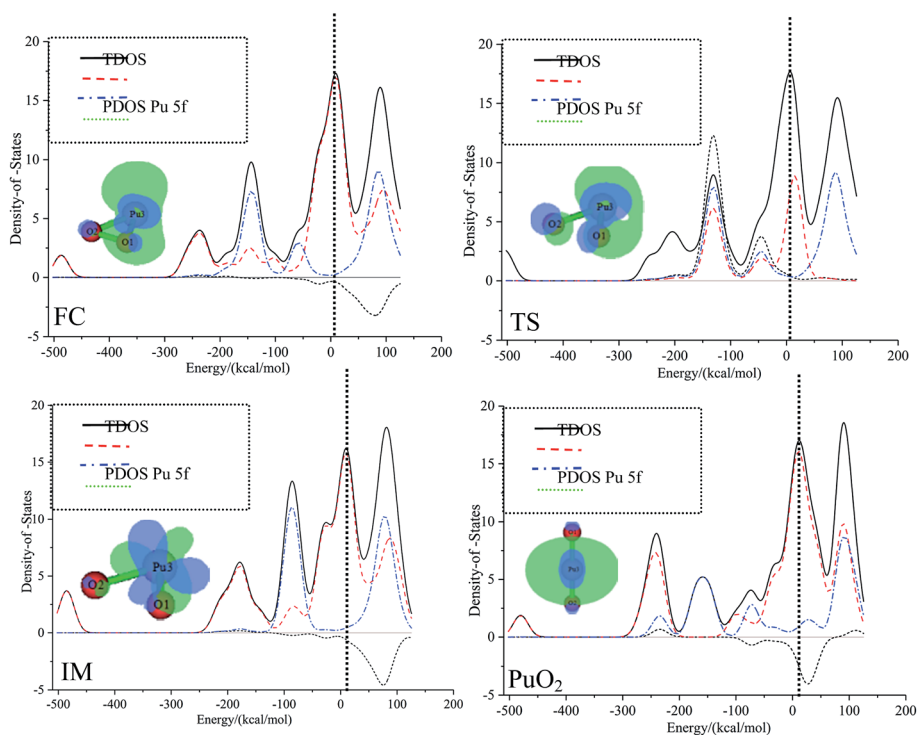 20
15
10
5
0
-5
Density-of -States
TDOS
PDOS Pu 5f
Pu3
O2
O1
FC
-500 -400 -300 -200 -100 0 100
Energy/(kcal/mol)
20
15
10
5
0
-5
Density-of -States
TDOS
PDOS Pu 5f
Pu3
O2
O1
TS
-500 -400 -300 -200 -100 0 100 200
Energy/(kcal/mol)
20
15
10
5
0
-5
Density-of -States
TDOS
PDOS Pu 5f
Pu3
O2
O1
IM
-500 -400 -300 -200 -100 0 100 200
Energy/(kcal/mol)
20
15
10
5
0
-5
Density-of -States
TDOS
PDOS Pu 5f
O1
Pu3
O2
PuO₂
-500 -400 -300 -200 -100 0 100 200
Energy/(kcal/mol)